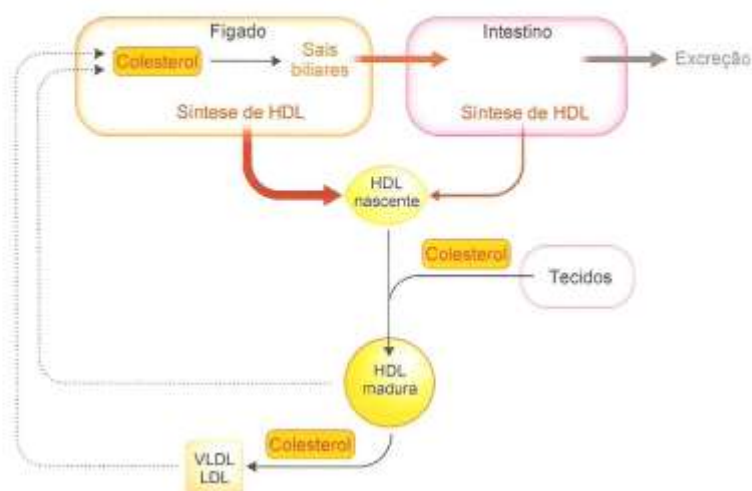 Fígado
Intestino
Colesterol
Sais
biliares
Excreção
Síntese de HDL
Síntese de HDL
HDL
nascente
Colesterol
Tecidos
HDL
madura
Colesterol
VLDL
LDL